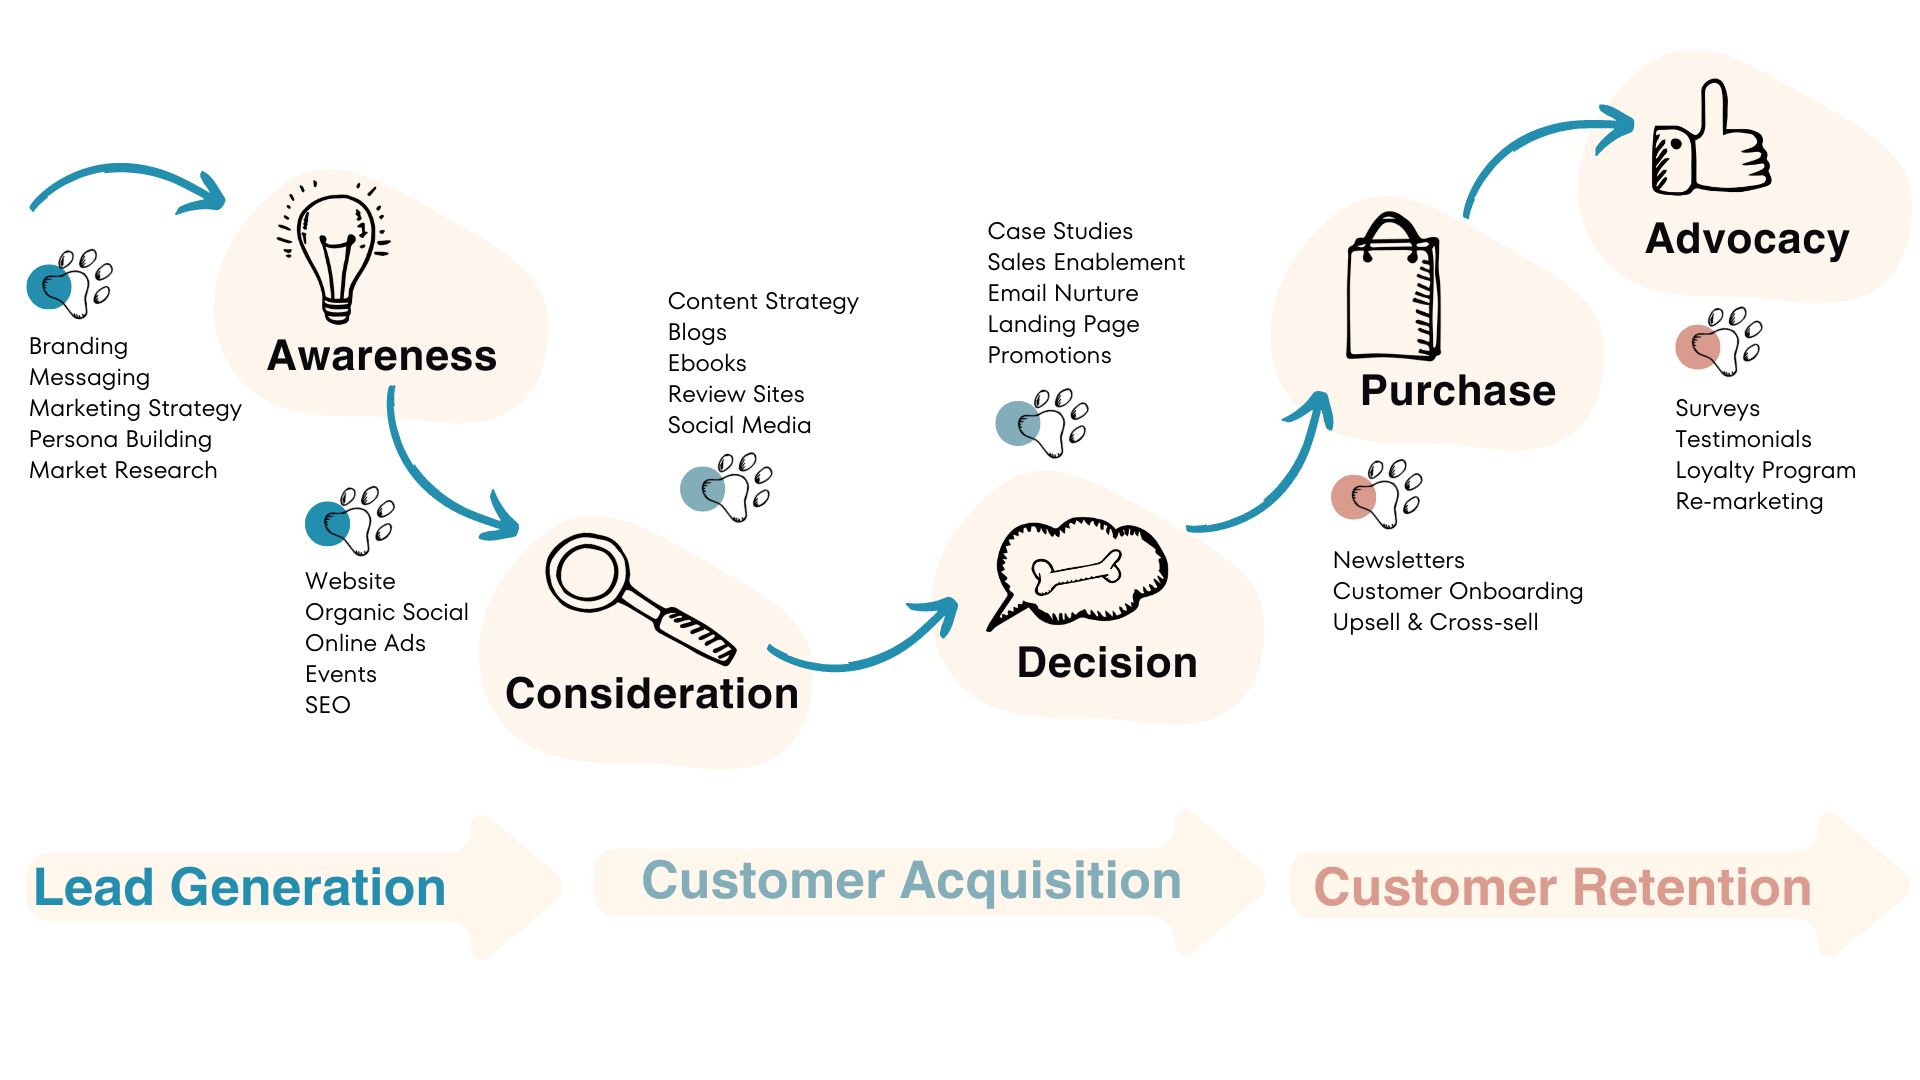 Branding
Messaging
Marketing Strategy
Persona Building
Market Research
Awareness
Website
Organic Social
Online Ads
Events
SEO
Content Strategy
Blogs
Ebooks
Review Sites
Social Media
Consideration
Case Studies
Sales Enablement
Email Nurture
Landing Page
Promotions
Decision
Purchase
Newsletters
Customer Onboarding
Upsell & Cross-sell
Advocacy
Surveys
Testimonials
Loyalty Program
Re-marketing
Lead Generation
Customer Acquisition
Customer Retention